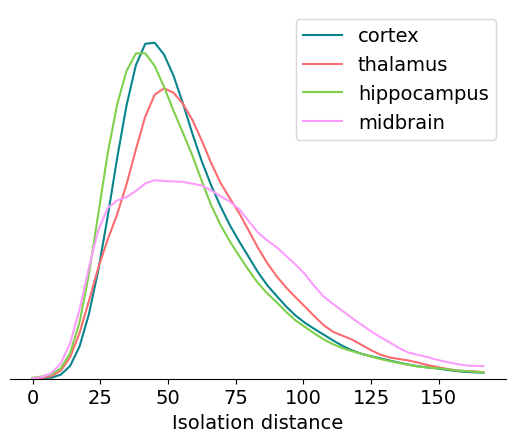 cortex
thalamus
hippocampus
midbrain
0 25 50 75 100 125 150
Isolation distance